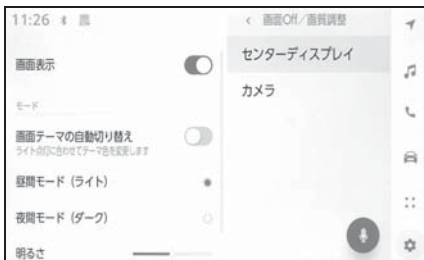 11:26
画面表示
モード
画面テーマの自動切り替え
ライト点灯に合わせてテーマ色を変更します
昼間モード（ライト）
夜間モード（ダーク）
明るさ
< 画面Off／画質調整
センターディスプレイ
カメラ